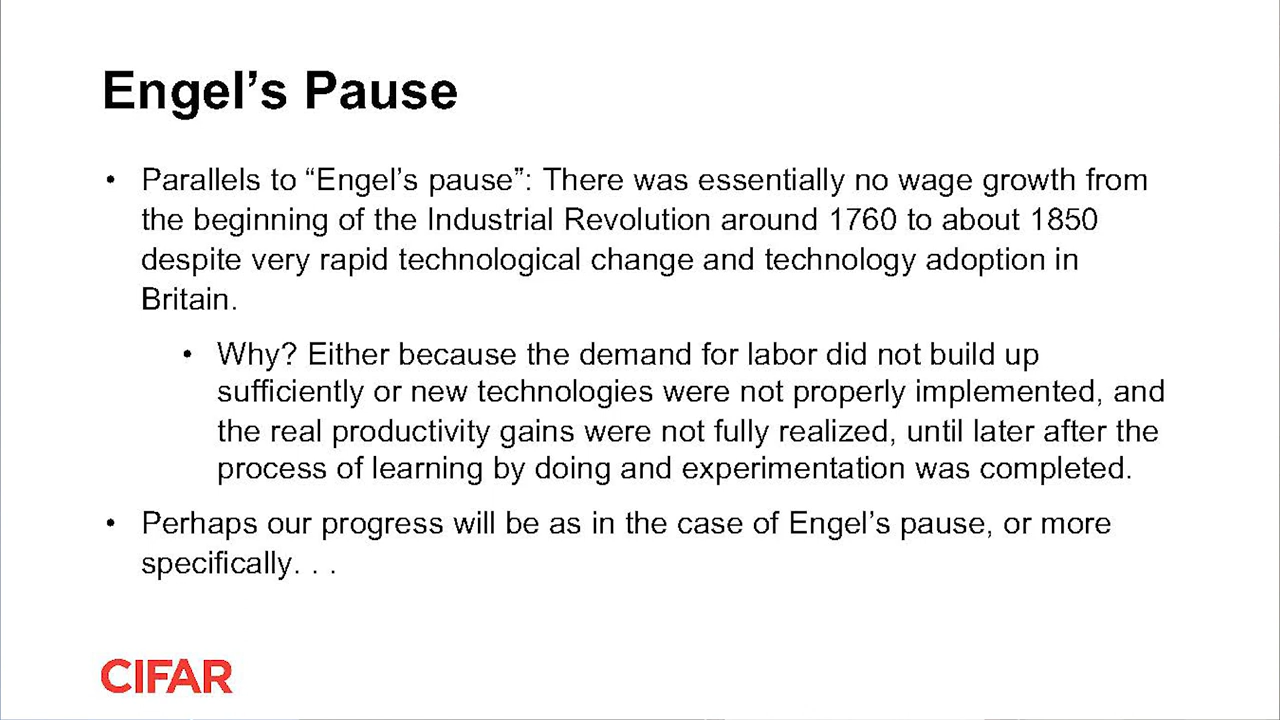 Engel’s Pause
• Parallels to “Engel’s pause”: There was essentially no wage growth from
the beginning of the Industrial Revolution around 1760 to about 1850
despite very rapid technological change and technology adoption in
Britain.
• Why? Either because the demand for labor did not build up
sufficiently or new technologies were not properly implemented, and
the real productivity gains were not fully realized, until later after the
process of learning by doing and experimentation was completed.
• Perhaps our progress will be as in the case of Engel’s pause, or more
specifically. . .
CIFAR